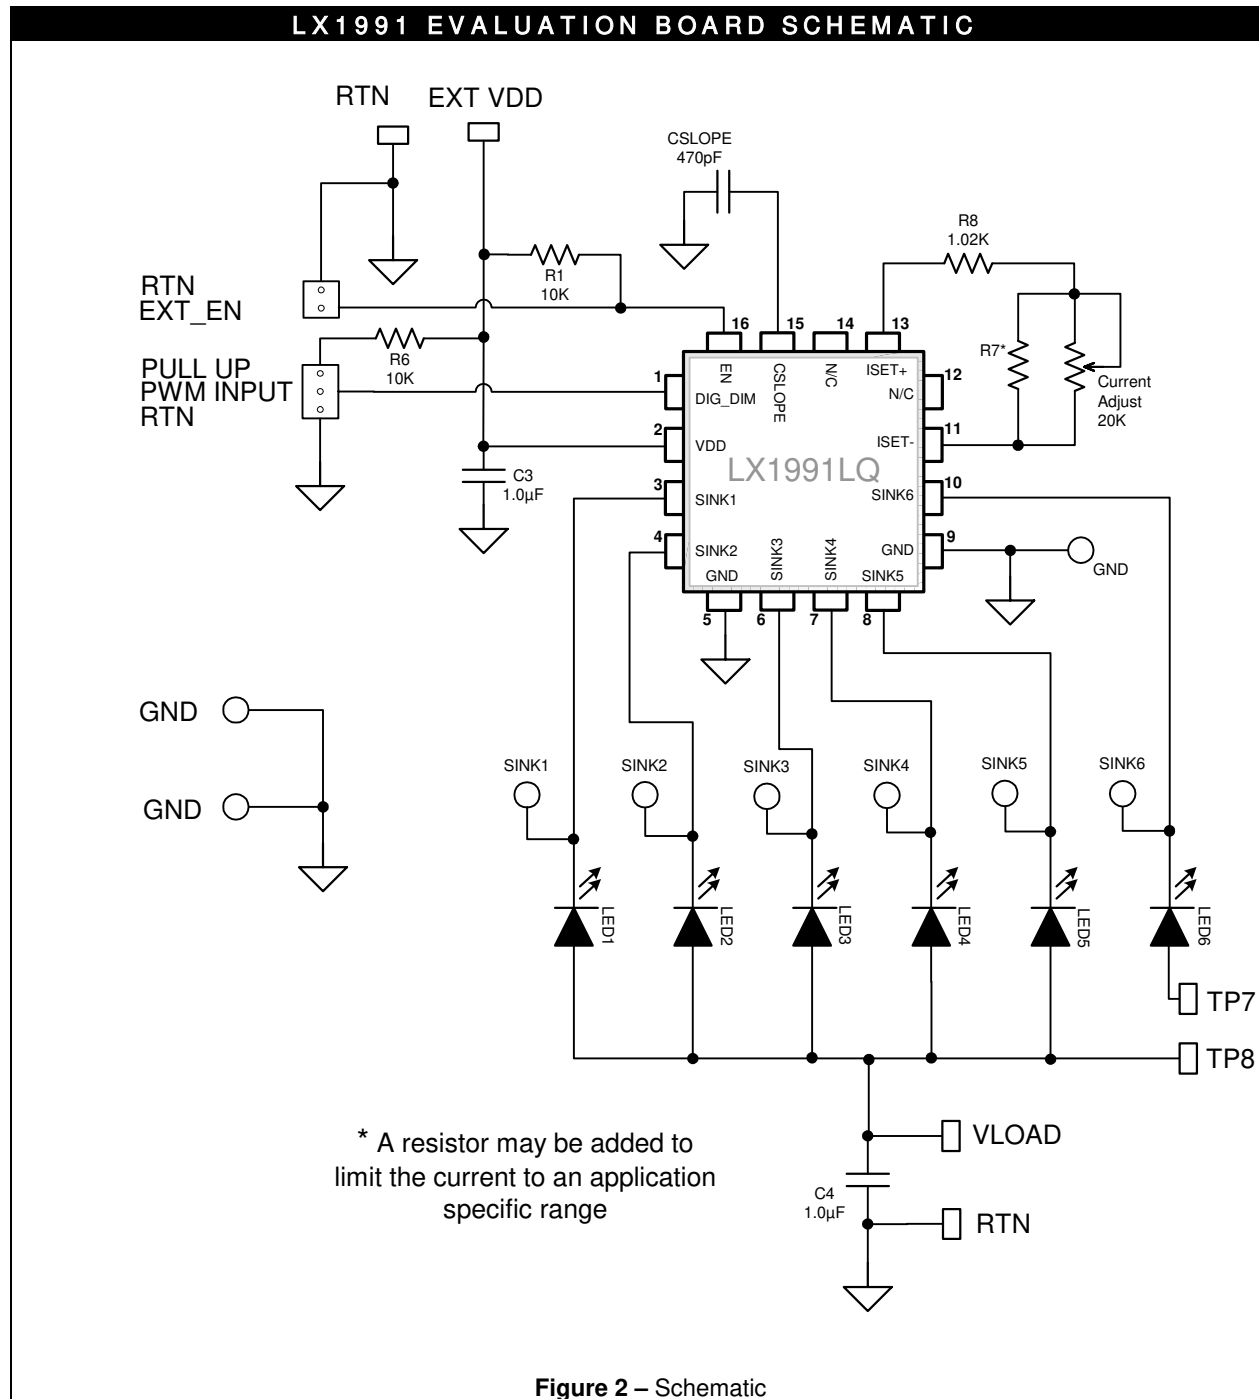 LX1991 EVALUATION BOARD SCHEMATIC
RTN
EXT VDD
CSLOPE
470pF
R8
1.02K
R1
10K
RTN
EXT_EN
R6
10K
PULL UP
PWM INPUT
RTN
R7*
Current
Adjust
20K
16
15
14
13
EN
CSLOPE
N/C
ISET+
1
DIG_DIM
N/C
12
2
VDD
ISET-
11
LX1991LQ
C3
1.0µF
3
SINK1
SINK6
10
4
SINK2
GND
9
GND
SINK3
SINK4
SINK5
5
6
7
8
GND
GND
GND
SINK1
SINK2
SINK3
SINK4
SINK5
SINK6
LED1
LED2
LED3
LED4
LED5
LED6
TP7
TP8
VLOAD
* A resistor may be added to
limit the current to an application
specific range
C4
1.0µF
RTN
Figure 2 – Schematic